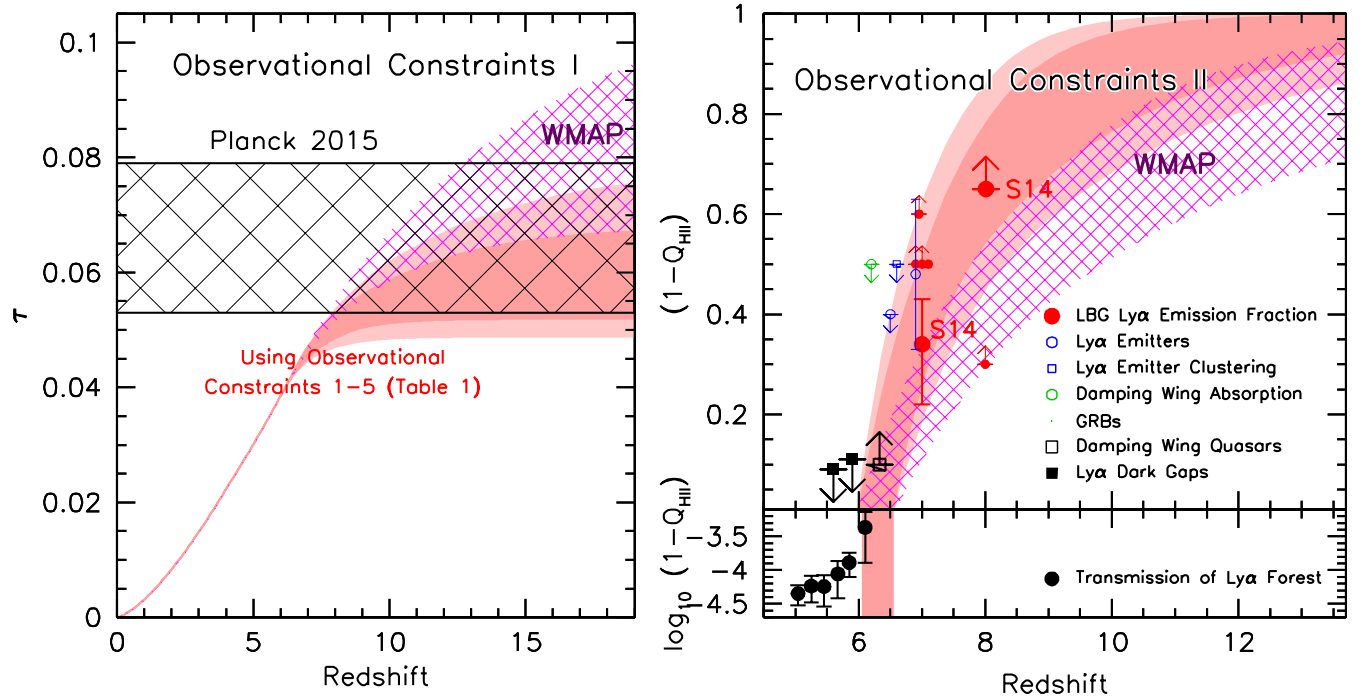 Observational Constraints I
Planck 2015
WMAP
Using Observational
Constraints 1-5 (Table 1)
0.1
0.08
0.06
0.04
0.02
0
τ
0 5 10 15
Redshift
Observational Constraints II
WMAP
S14
S14
1
0.8
0.6
0.4
0.2
(1-Q_HII)
LBG Lyα Emission Fraction
Lyα Emitters
Lyα Emitter Clustering
Damping Wing Absorption
GRBs
Damping Wing Quasars
Lyα Dark Gaps
-3.5
-4
-4.5
log_10 (1-Q_HII)
Transmission of Lyα Forest
6 8 10 12
Redshift